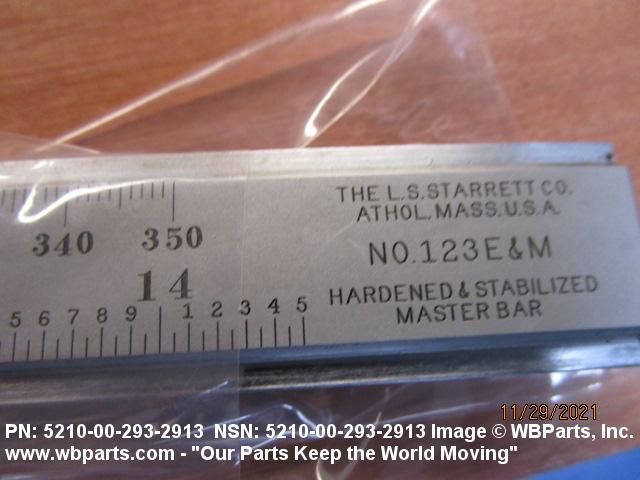 THE L.S. STARRETT CO.
ATHOL, MASS. U.S.A.
340 350
NO. 123 E & M
14
HARDENED & STABILIZED
MASTER BAR
5 6 7 8 9 1 2 3 4 5
11/29/2021
PN: 5210-00-293-2913 NSN: 5210-00-293-2913 Image © WBParts, Inc.
www.wbparts.com - "Our Parts Keep the World Moving"